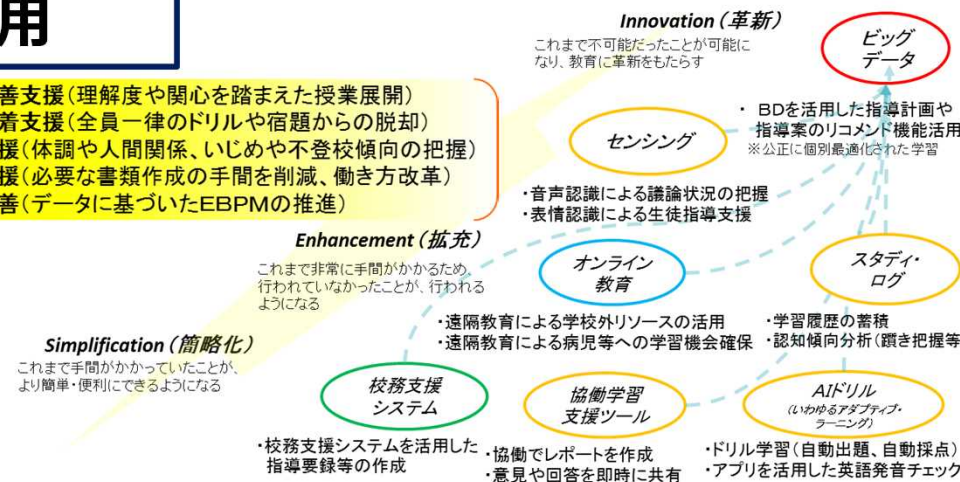 用
善支援(理解度や関心を踏まえた授業展開)
着支援(全員一律のドリルや宿題からの脱却)
援(体調や人間関係、いじめや不登校傾向の把握)
援(必要な書類作成の手間を削減、働き方改革)
善(データに基づいたEBPMの推進)
Innovation(革新)
これまで不可能だったことが可能に
なり、教育に革新をもたらす
ビッグ
データ
・ BDを活用した指導計画や
指導案のリコメンド機能活用
※公正に個別最適化された学習
センシング
・音声認識による議論状況の把握
・表情認識による生徒指導支援
Enhancement(拡充)
これまで非常に手間がかかるため、
行われていなかったことが、行われる
ようになる
オンライン
教育
・遠隔教育による学校外リソースの活用
・遠隔教育による病児等への学習機会確保
スタディ・
ログ
・学習履歴の蓄積
・認知傾向分析(躓き把握等
Simplification(簡略化)
これまで手間がかかっていたことが、
より簡単・便利にできるようになる
校務支援
システム
・校務支援システムを活用した
指導要録等の作成
協働学習
支援ツール
・協働でレポートを作成
・意見や回答を即時に共有
AIドリル
(いわゆるアダプティブ・
ラーニング)
・ドリル学習(自動出題、自動採点)
・アプリを活用した英語発音チェック